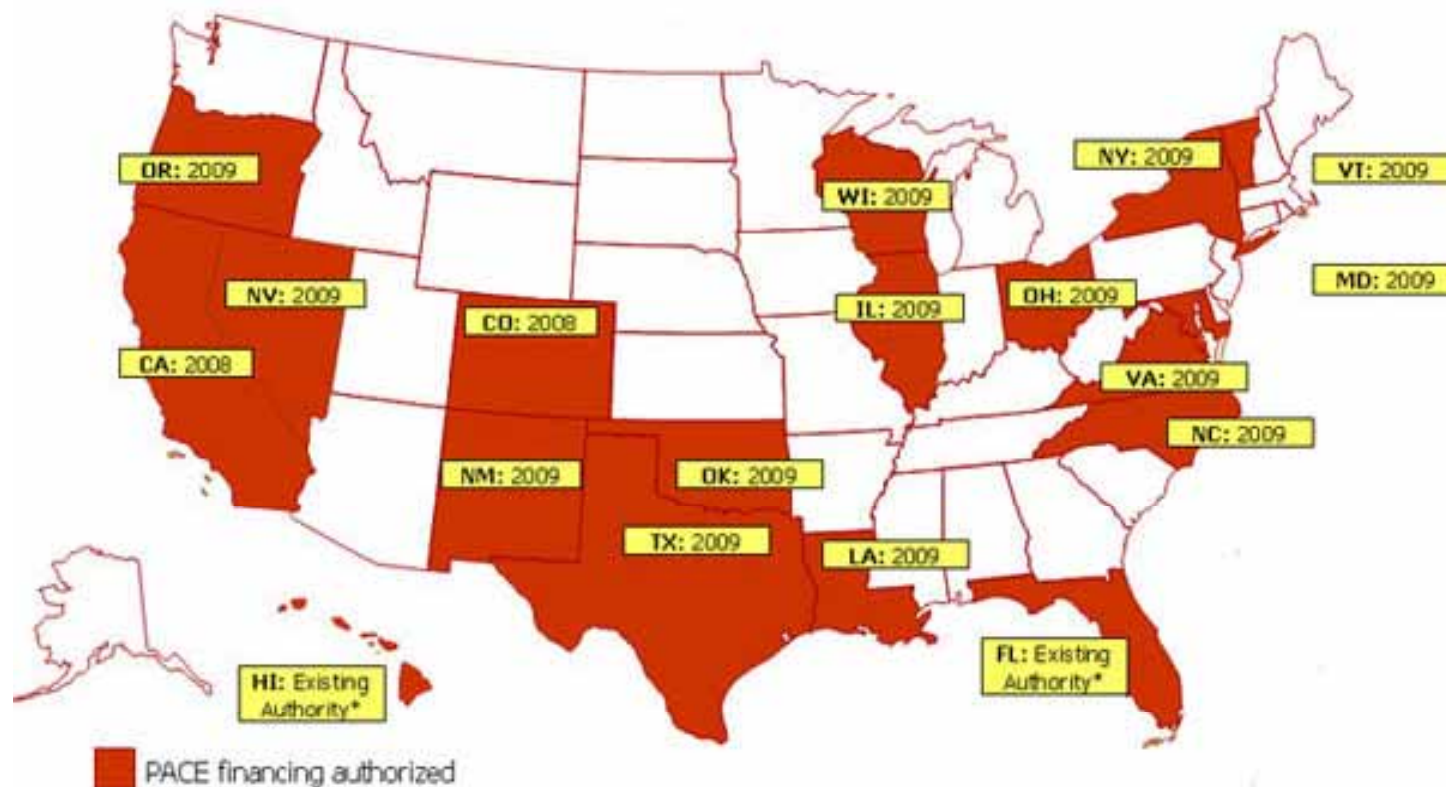 NY: 2009
VT: 2009
OR: 2009
WI: 2009
MD: 2009
NV: 2009
OH: 2009
IL: 2009
CO: 2008
CA: 2008
VA: 2009
NC: 2009
NM: 2009
OK: 2009
TX: 2009
LA: 2009
FL: Existing
Authority*
HI: Existing
Authority*
PACE financing authorized